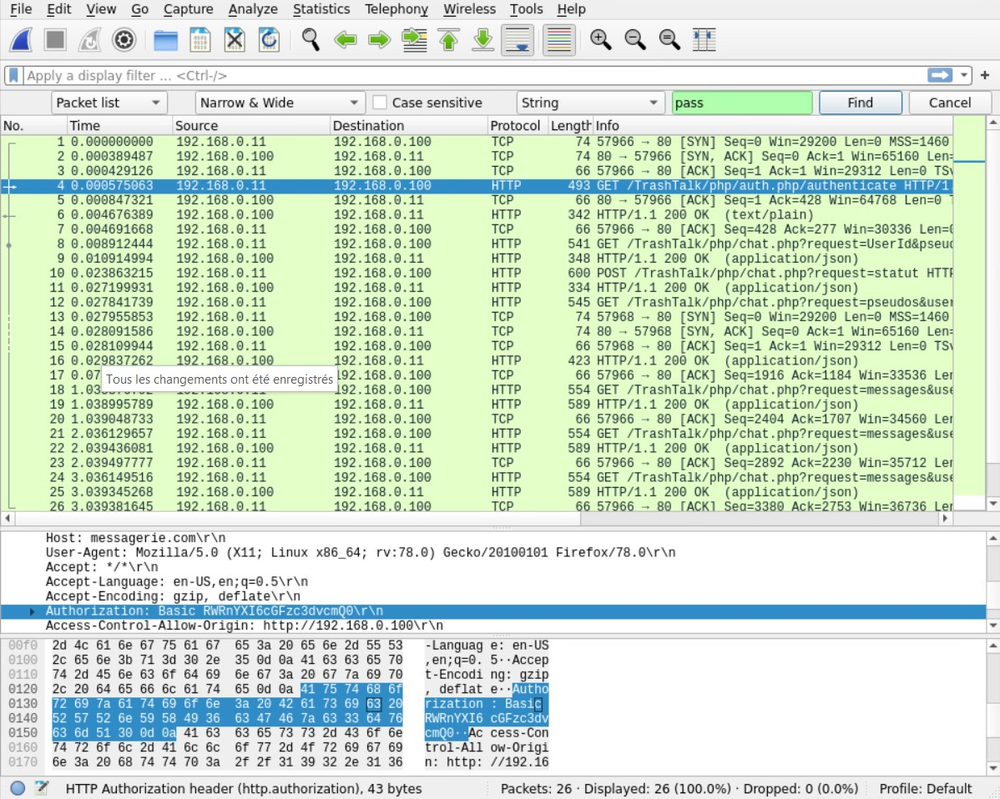 File Edit View Go Capture Analyze Statistics Telephony Wireless Tools Help
Apply a display filter … <Ctrl-/>
Packet list Narrow & Wide Case sensitive String pass Find Cancel
No. Time Source Destination Protocol Length Info
1 0.000000000 192.168.0.11 192.168.0.100 TCP 74 57966 → 80 [SYN] Seq=0 Win=29200 Len=0 MSS=1460
2 0.000389487 192.168.0.100 192.168.0.11 TCP 74 80 → 57966 [SYN, ACK] Seq=0 Ack=1 Win=65160 Len=
3 0.000429126 192.168.0.11 192.168.0.100 TCP 66 57966 → 80 [ACK] Seq=1 Ack=1 Win=29312 Len=0 TSv
4 0.000575063 192.168.0.11 192.168.0.100 HTTP 493 GET /TrashTalk/php/auth.php/authenticate HTTP/1
5 0.000847321 192.168.0.100 192.168.0.11 TCP 66 80 → 57966 [ACK] Seq=1 Ack=428 Win=64768 Len=0
6 0.004676389 192.168.0.100 192.168.0.11 HTTP 342 HTTP/1.1 200 OK (text/plain)
7 0.004691668 192.168.0.11 192.168.0.100 TCP 66 57966 → 80 [ACK] Seq=428 Ack=277 Win=30336 Len=0
8 0.008912444 192.168.0.11 192.168.0.100 HTTP 541 GET /TrashTalk/php/chat.php?request=UserId&pseud
9 0.010914994 192.168.0.100 192.168.0.11 HTTP 348 HTTP/1.1 200 OK (application/json)
10 0.023863215 192.168.0.11 192.168.0.100 HTTP 600 POST /TrashTalk/php/chat.php?request=statut HTTP
11 0.027199931 192.168.0.100 192.168.0.11 HTTP 334 HTTP/1.1 200 OK (application/json)
12 0.027841739 192.168.0.11 192.168.0.100 HTTP 545 GET /TrashTalk/php/chat.php?request=pseudos&user
13 0.027955853 192.168.0.11 192.168.0.100 TCP 74 57968 → 80 [SYN] Seq=0 Win=29200 Len=0 MSS=1460
14 0.028091586 192.168.0.100 192.168.0.11 TCP 74 80 → 57968 [SYN, ACK] Seq=0 Ack=1 Win=65160 Len=
15 0.028109944 192.168.0.11 192.168.0.100 TCP 66 57968 → 80 [ACK] Seq=1 Ack=1 Win=29312 Len=0 TSv
16 0.029837262 192.168.0.100 192.168.0.11 HTTP 423 HTTP/1.1 200 OK (application/json)
17 0.07 192.168.0.100 TCP 66 57966 → 80 [ACK] Seq=1916 Ack=1184 Win=33536 Len
Tous les changements ont été enregistrés
18 192.168.0.11 192.168.0.100 HTTP 554 GET /TrashTalk/php/chat.php?request=messages&use
19 1.038995789 192.168.0.100 192.168.0.11 HTTP 589 HTTP/1.1 200 OK (application/json)
20 1.039048733 192.168.0.11 192.168.0.100 TCP 66 57966 → 80 [ACK] Seq=2404 Ack=1707 Win=34560 Len
21 2.036129657 192.168.0.11 192.168.0.100 HTTP 554 GET /TrashTalk/php/chat.php?request=messages&use
22 2.039436081 192.168.0.100 192.168.0.11 HTTP 589 HTTP/1.1 200 OK (application/json)
23 2.039497777 192.168.0.11 192.168.0.100 TCP 66 57966 → 80 [ACK] Seq=2892 Ack=2230 Win=35712 Len
24 3.036149516 192.168.0.11 192.168.0.100 HTTP 554 GET /TrashTalk/php/chat.php?request=messages&use
25 3.039345268 192.168.0.100 192.168.0.11 HTTP 589 HTTP/1.1 200 OK (application/json)
26 3.039381645 192.168.0.11 192.168.0.100 TCP 66 57966 → 80 [ACK] Seq=3380 Ack=2753 Win=36736 Len
Host: messagerie.com\r\n
User-Agent: Mozilla/5.0 (X11; Linux x86_64; rv:78.0) Gecko/20100101 Firefox/78.0\r\n
Accept: */*\r\n
Accept-Language: en-US,en;q=0.5\r\n
Accept-Encoding: gzip, deflate\r\n
Authorization: Basic RWRnYXI6cGFzc3dvcmQ0\r\n
Access-Control-Allow-Origin: http://192.168.0.100\r\n
00f0 2d 4c 61 6e 67 75 61 67 65 3a 20 65 6e 2d 55 53 -Languag e: en-US
0100 2c 65 6e 3b 71 3d 30 2e 35 0d 0a 41 63 63 65 70 ,en;q=0. 5··Accep
0110 74 2d 45 6e 63 6f 64 69 6e 67 3a 20 67 7a 69 70 t-Encodi ng: gzip
0120 2c 20 64 65 66 6c 61 74 65 0d 0a 41 75 74 68 6f , deflat e··Autho
0130 72 69 7a 61 74 69 6f 6e 3a 20 42 61 73 69 63 20 rization : Basic
0140 52 57 52 6e 59 58 49 36 63 47 46 7a 63 33 64 76 RWRnYXI6 cGFzc3dv
0150 63 6d 51 30 0d 0a 41 63 63 65 73 73 2d 43 6f 6e cmQ0··Ac cess-Con
0160 74 72 6f 6c 2d 41 6c 6c 6f 77 2d 4f 72 69 67 69 trol-All ow-Origi
0170 6e 3a 20 68 74 74 70 3a 2f 2f 31 39 32 2e 31 36 n: http: //192.16
HTTP Authorization header (http.authorization), 43 bytes Packets: 26 · Displayed: 26 (100.0%) · Dropped: 0 (0.0%) Profile: Default